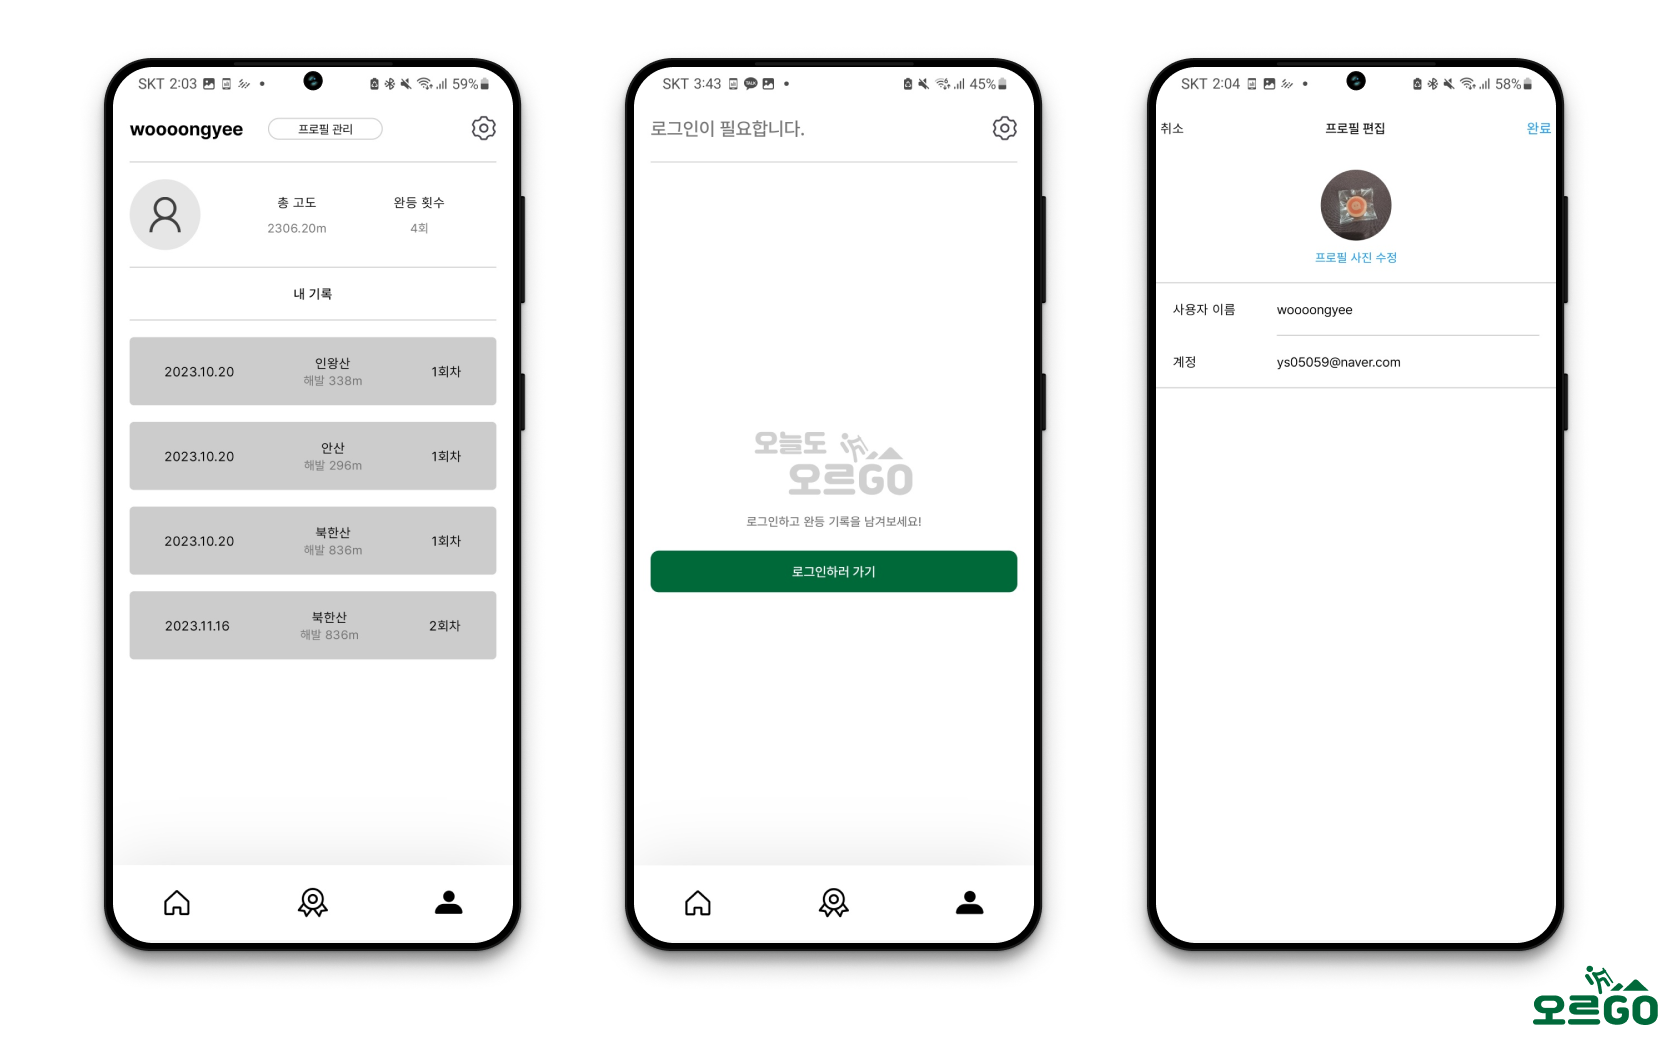 SKT 2:03
59%
woooongyee
프로필 관리
총 고도
완등 횟수
2306.20m
4회
내 기록
2023.10.20
인왕산
해발 338m
1회차
2023.10.20
안산
해발 296m
1회차
2023.10.20
북한산
해발 836m
1회차
2023.11.16
북한산
해발 836m
2회차
SKT 3:43
TALK
45%
로그인이 필요합니다.
오늘도
오르GO
로그인하고 완등 기록을 남겨보세요!
로그인하러 가기
SKT 2:04
58%
취소
프로필 편집
완료
프로필 사진 수정
사용자 이름
woooongyee
계정
ys05059@naver.com
오르GO